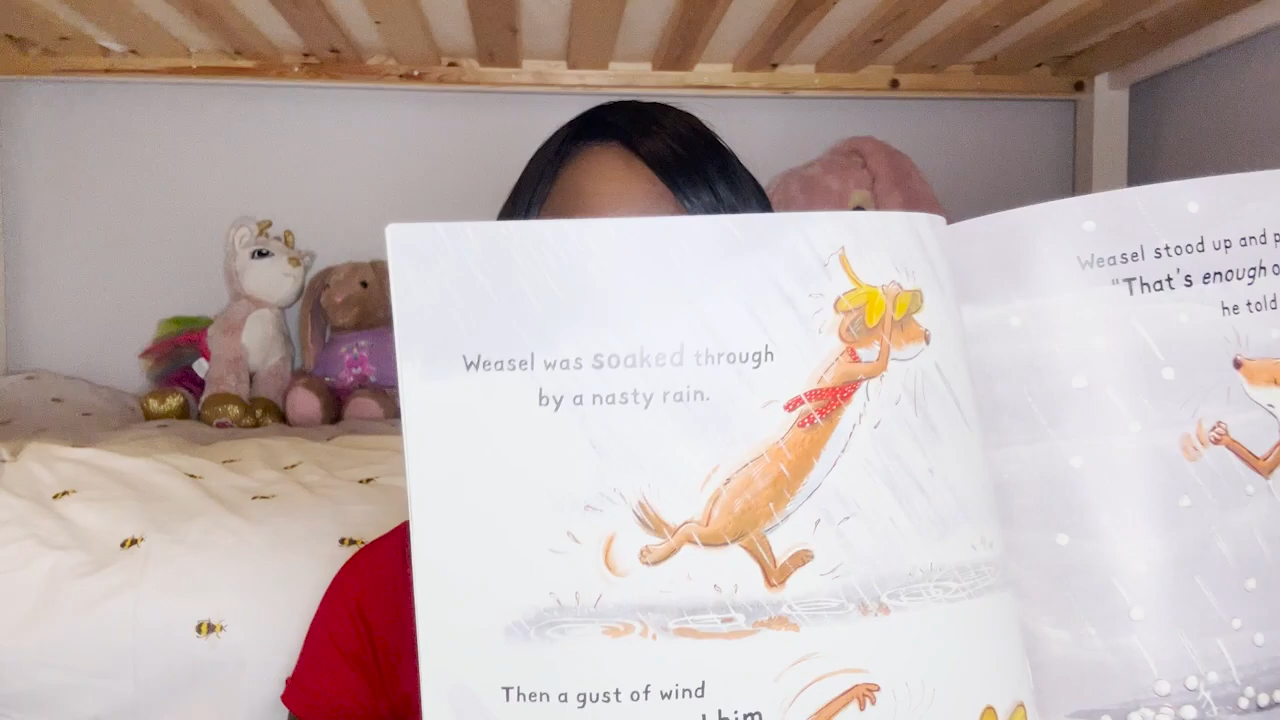 Weasel was soaked through
by a nasty rain.
Then a gust of wind
him
Weasel stood up and
"That's enough
he told